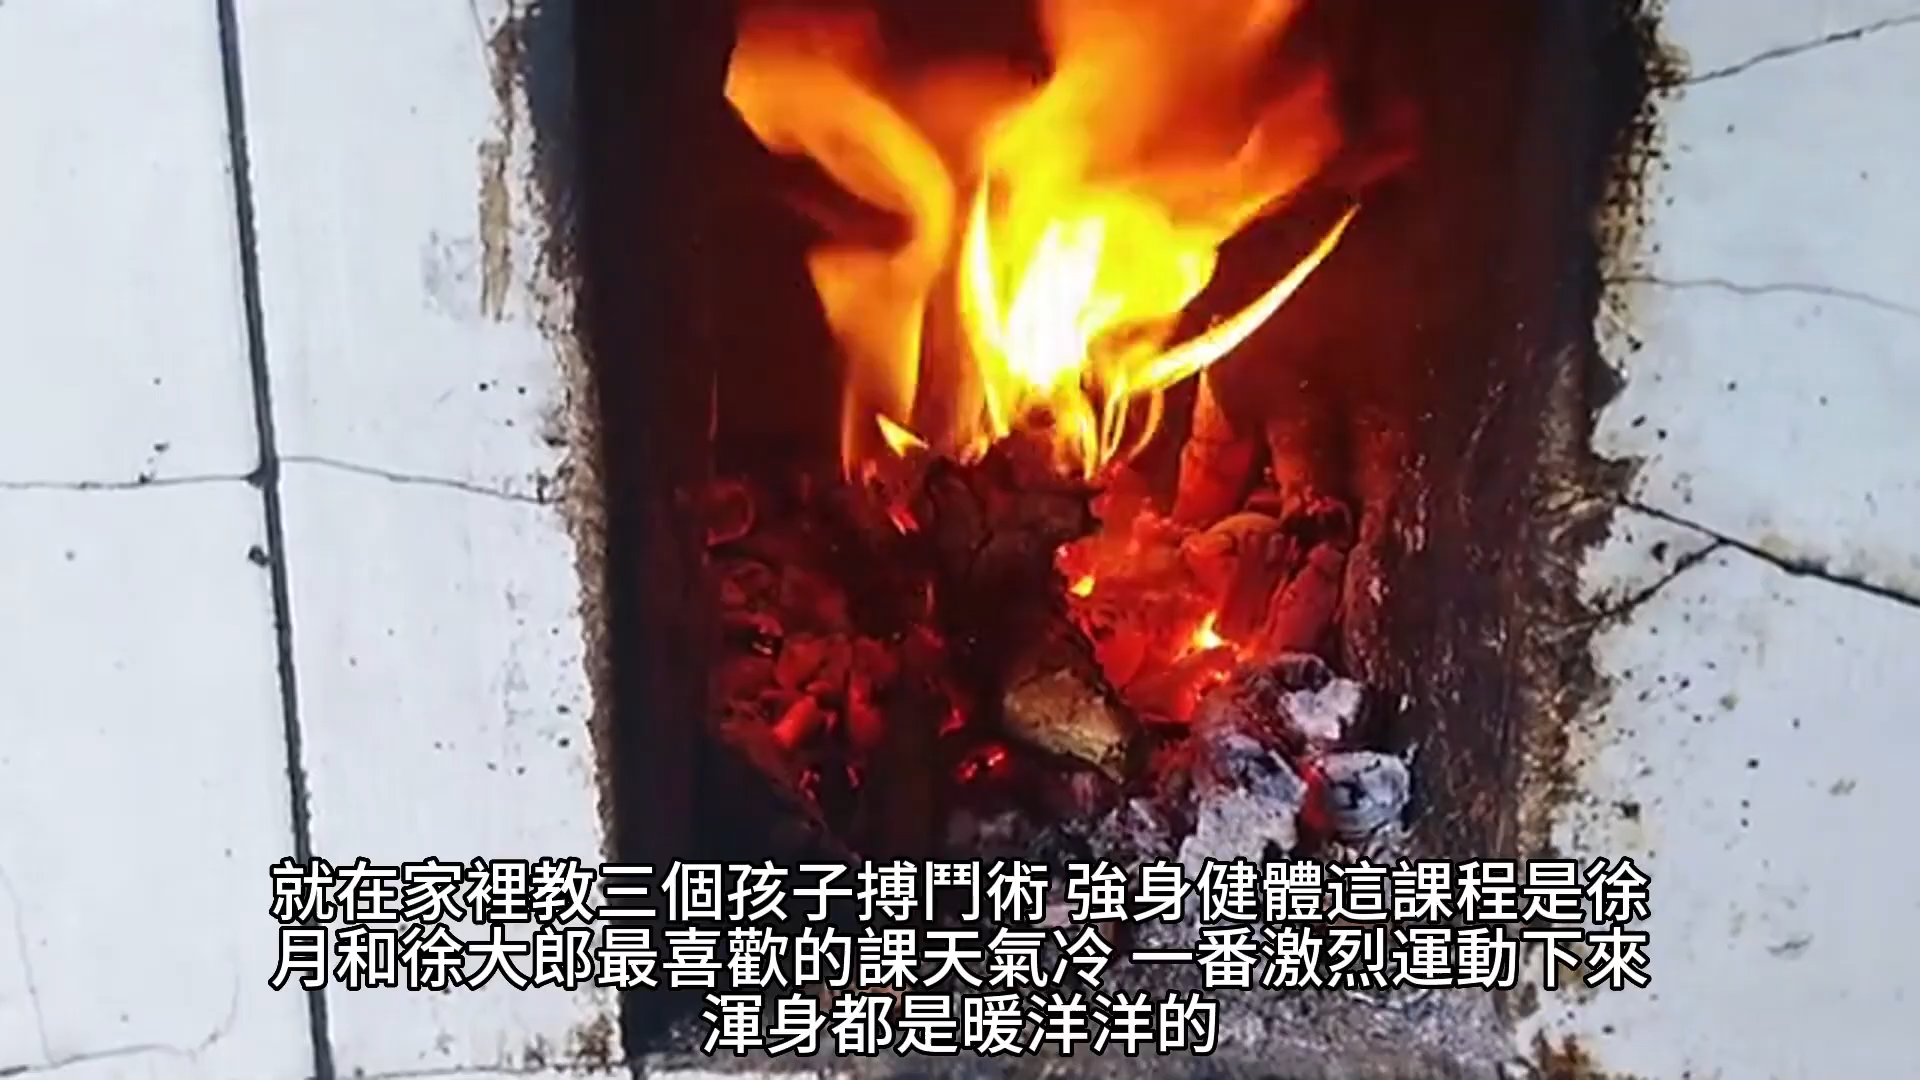 就在家裡教三個孩子搏鬥術 強身健體這課程是徐
月和徐大郎最喜歡的課天氣冷 一番激烈運動下來
渾身都是暖洋洋的